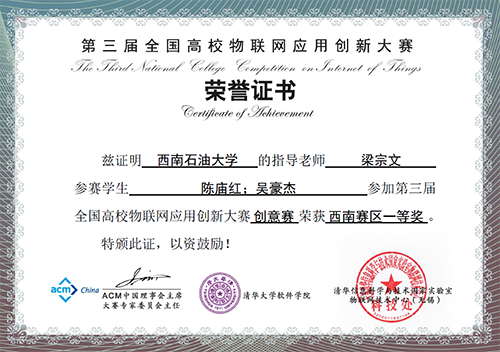 第三届全国高校物联网应用创新大赛
The Third National College Competition on Internet of Things
荣誉证书
Certificate of Achievement
兹证明 西南石油大学 的指导老师 梁宗文
参赛学生 陈庙红；吴豪杰 参加第三届
全国高校物联网应用创新大赛 创意赛 荣获 西南赛区一等奖 。
特颁此证，以资鼓励！
acm China
ACM中国理事会主席
大赛专家委员会主任
清华大学软件学院
清华信息科学与技术国家实验室
物联网技术中心（无锡）
科技处